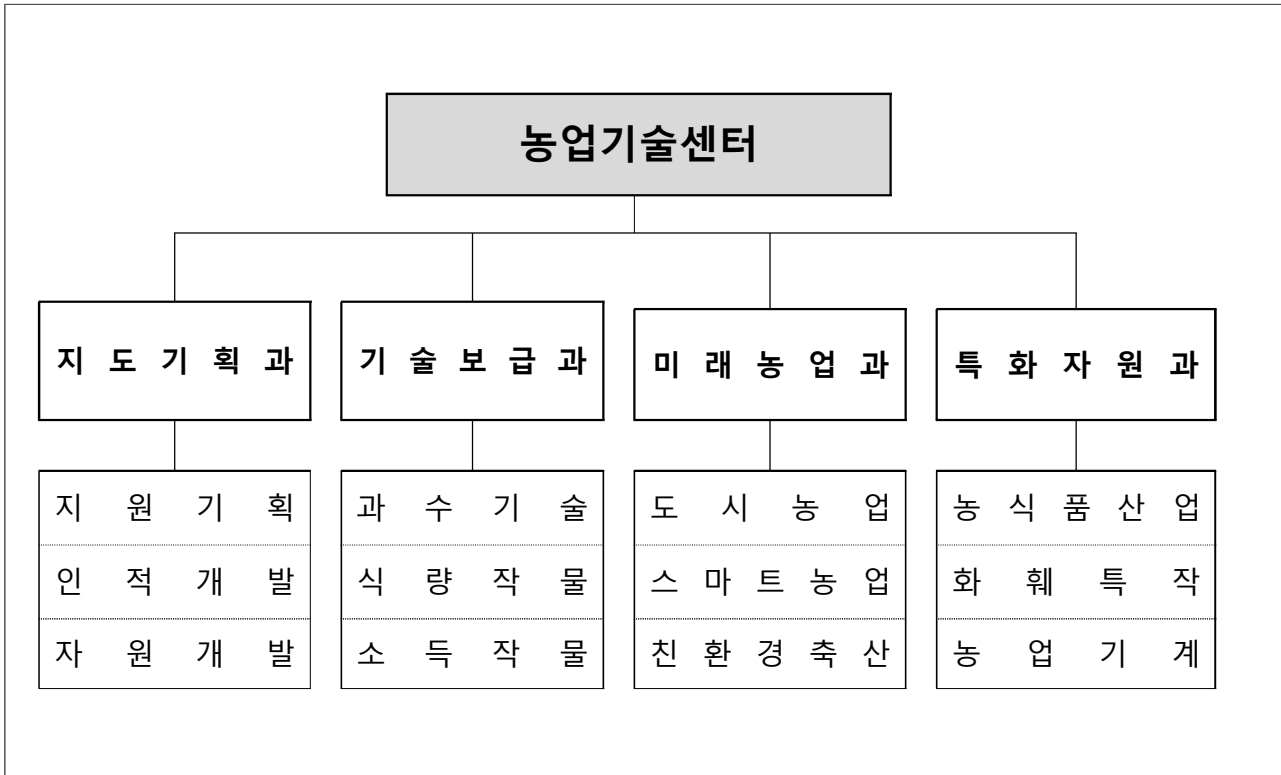 농업기술센터
지도기획과
기술보급과
미래농업과
특화자원과
지원기획
인적개발
자원개발
과수기술
식량작물
소득작물
도시농업
스마트농업
친환경축산
농식품산업
화훼특작
농업기계